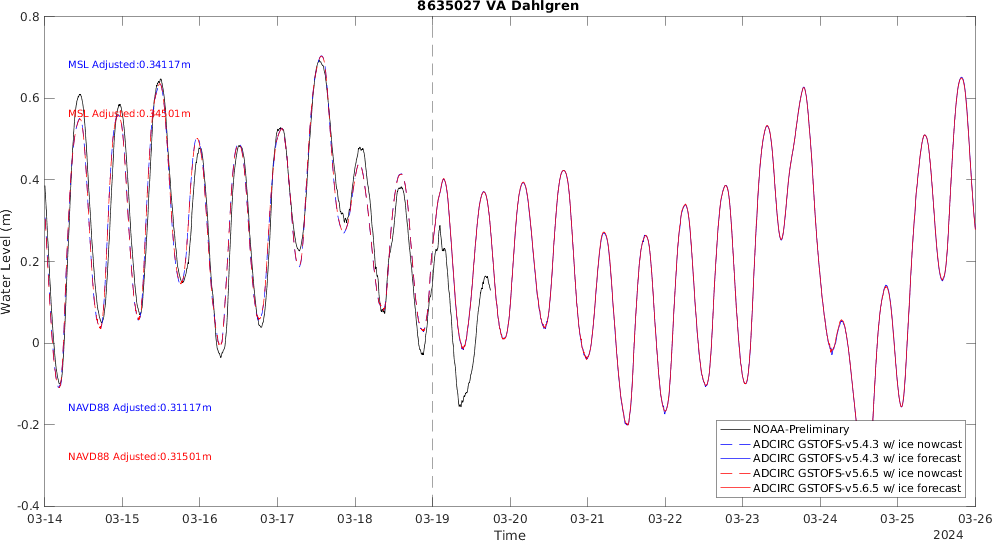 8635027 VA Dahlgren
0.8
0.6
0.4
0.2
0
-0.2
-0.4
Water Level (m)
MSL Adjusted:0.34117m
MSL Adjusted:0.34501m
NAVD88 Adjusted:0.31117m
NAVD88 Adjusted:0.31501m
NOAA-Preliminary
ADCIRC GSTOFS-v5.4.3 w/ ice nowcast
ADCIRC GSTOFS-v5.4.3 w/ ice forecast
ADCIRC GSTOFS-v5.6.5 w/ ice nowcast
ADCIRC GSTOFS-v5.6.5 w/ ice forecast
03-14 03-15 03-16 03-17 03-18 03-19 03-20 03-21 03-22 03-23 03-24 03-25 03-26
Time
2024